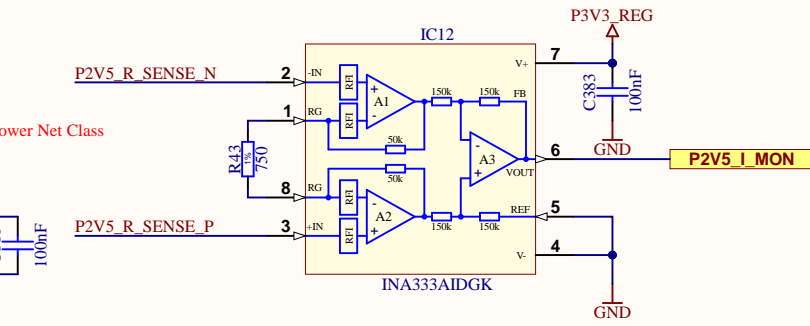 P3V3_REG
IC12
V+
7
P2V5_R_SENSE_N
2
-IN
RFI
A1
+
-
150k
150k
FB
C383
100nF
1
RG
RFI
ower Net Class
R43
1%
750
50k
50k
A3
-
+
VOUT
6
GND
P2V5_I_MON
8
RG
RFI
A2
-
+
REF
5
P2V5_R_SENSE_P
3
+IN
RFI
150k
150k
100nF
V-
4
INA333AIDGK
GND